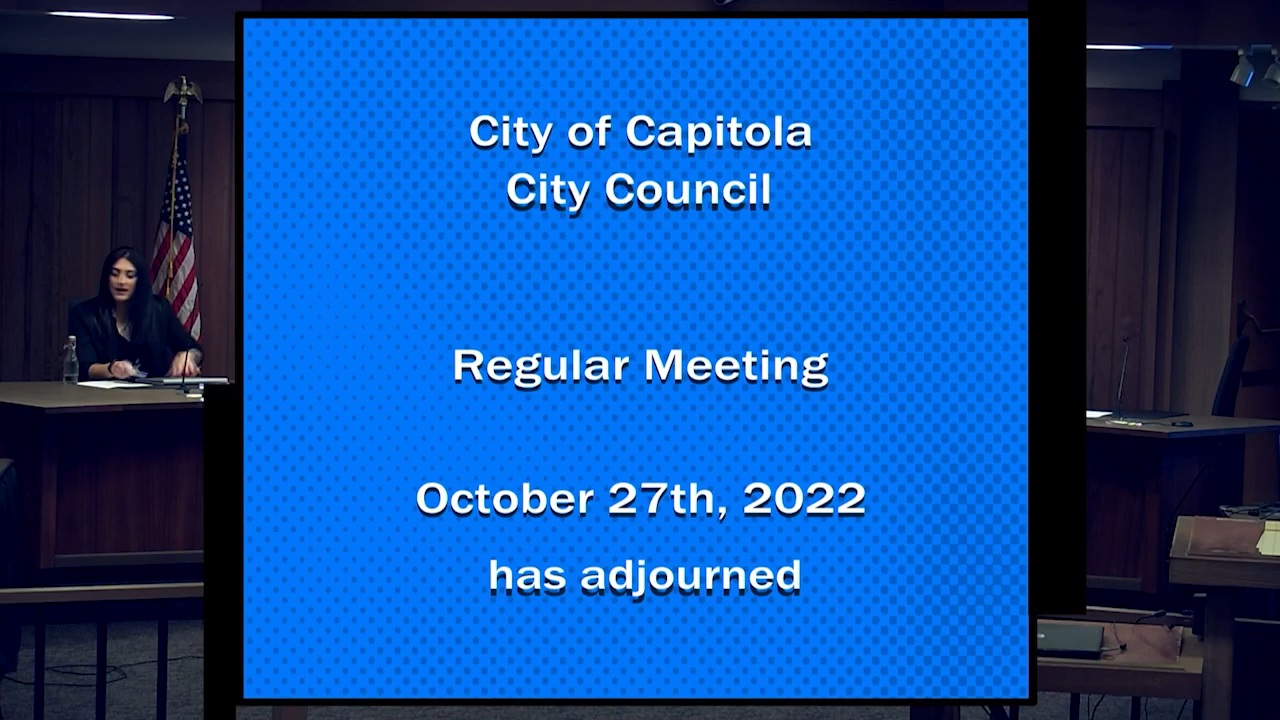 City of Capitola
City Council
Regular Meeting
October 27th, 2022
has adjourned